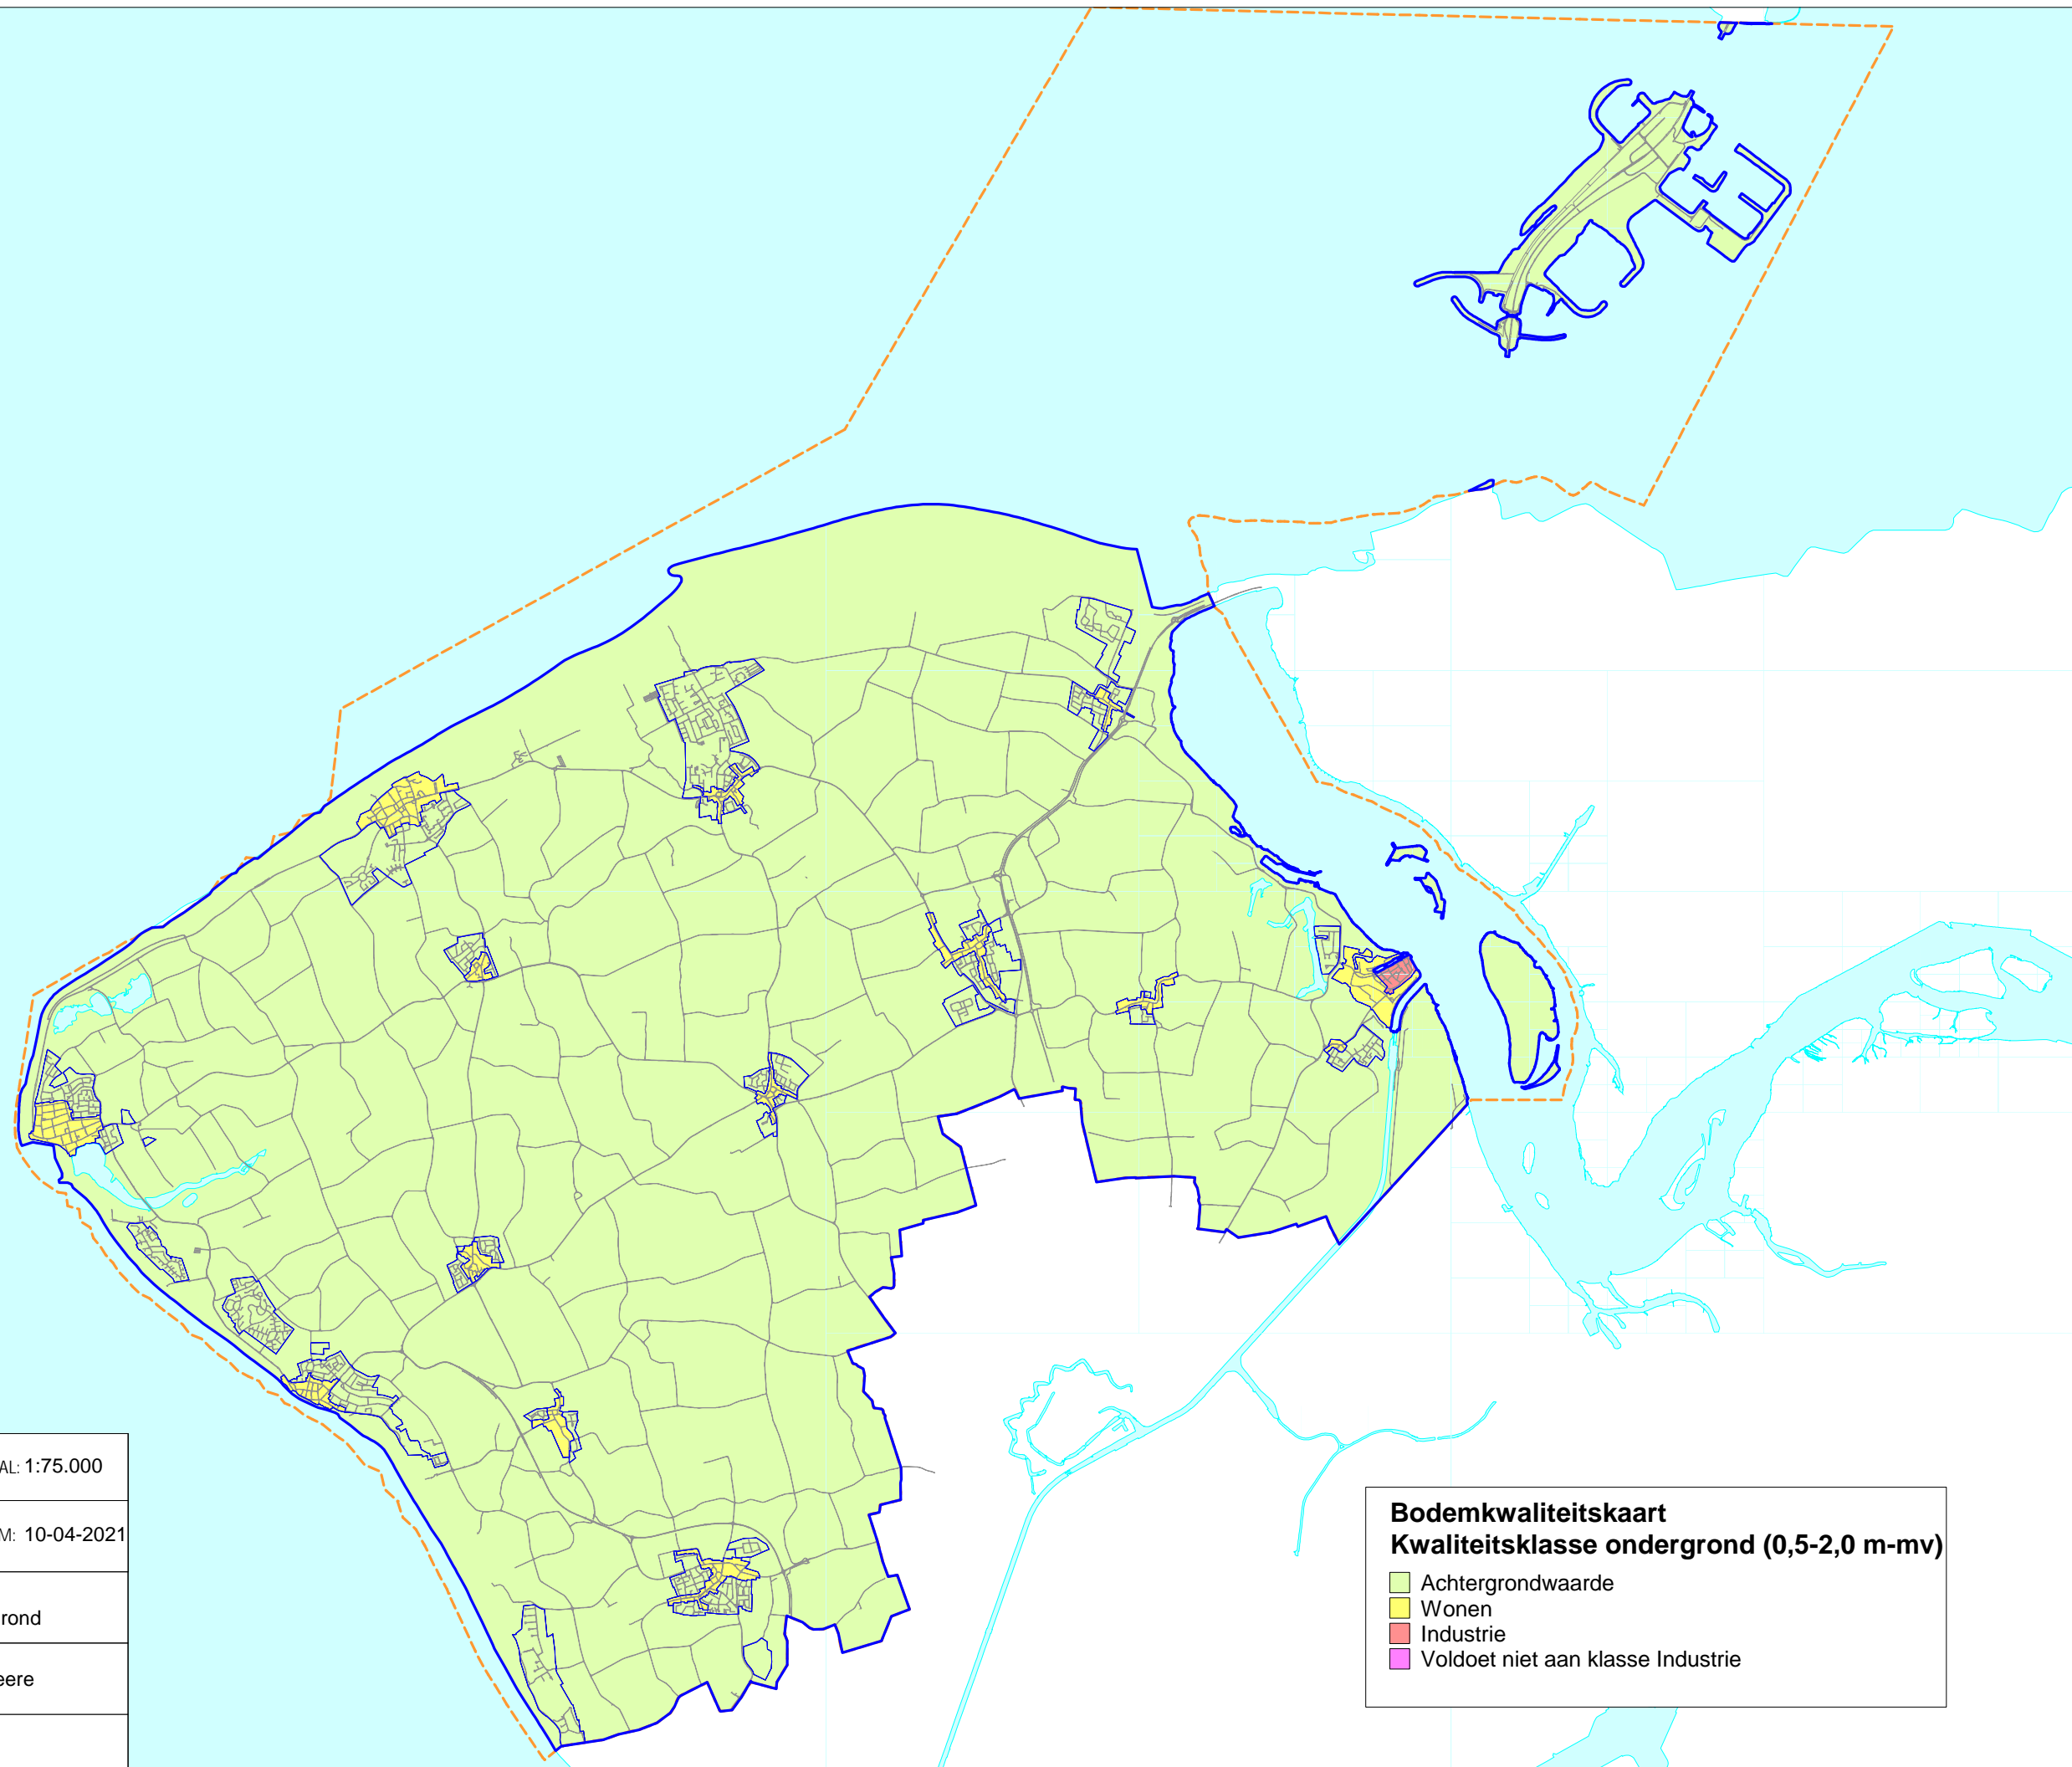 AL: 1:75.000
M: 10-04-2021
rond
eere
Bodemkwaliteitskaart
Kwaliteitsklasse ondergrond (0,5-2,0 m-mv)
Achtergrondwaarde
Wonen
Industrie
Voldoet niet aan klasse Industrie